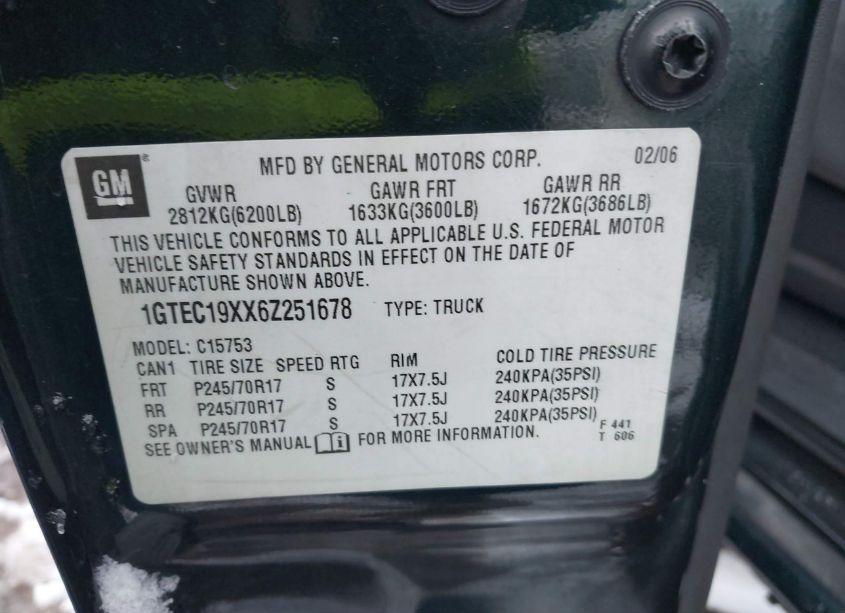 GM ®
MFD BY GENERAL MOTORS CORP. 02/06
GVWR GAWR FRT GAWR RR
2812KG(6200LB) 1633KG(3600LB) 1672KG(3686LB)
THIS VEHICLE CONFORMS TO ALL APPLICABLE U.S. FEDERAL MOTOR
VEHICLE SAFETY STANDARDS IN EFFECT ON THE DATE OF
MANUFACTURE SHOWN ABOVE.
1GTEC19XX6Z251678 TYPE: TRUCK
MODEL: C15753
CAN1 TIRE SIZE SPEED RTG RIM COLD TIRE PRESSURE
FRT P245/70R17 S 17X7.5J 240KPA(35PSI)
RR P245/70R17 S 17X7.5J 240KPA(35PSI)
SPA P245/70R17 S 17X7.5J 240KPA(35PSI)
SEE OWNER'S MANUAL FOR MORE INFORMATION.
F 441
T 606